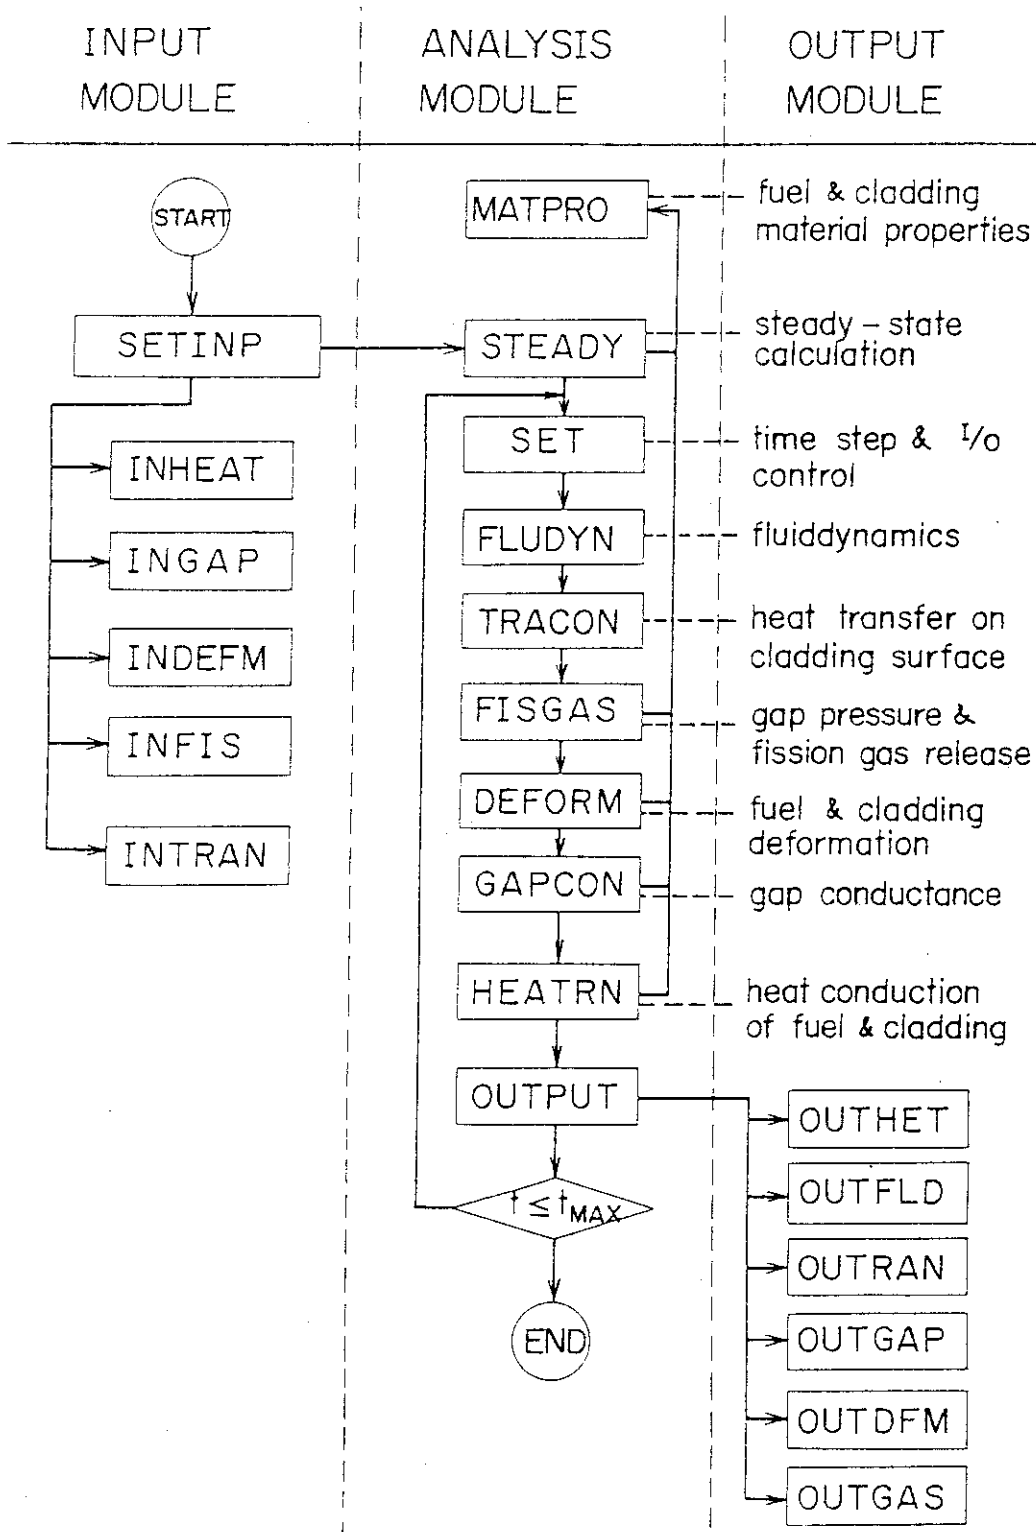 INPUT
MODULE
ANALYSIS
MODULE
OUTPUT
MODULE
START
SETINP
INHEAT
INGAP
INDEFM
INFIS
INTRAN
MATPRO
fuel & cladding
material properties
STEADY
steady-state
calculation
SET
time step & I/o
control
FLUDYN
fluiddynamics
TRACON
heat transfer on
cladding surface
FISGAS
gap pressure &
fission gas release
DEFORM
fuel & cladding
deformation
GAPCON
gap conductance
HEATRN
heat conduction
of fuel & cladding
OUTPUT
t ≤ tMAX
END
OUTHET
OUTFLD
OUTRAN
OUTGAP
OUTDFM
OUTGAS